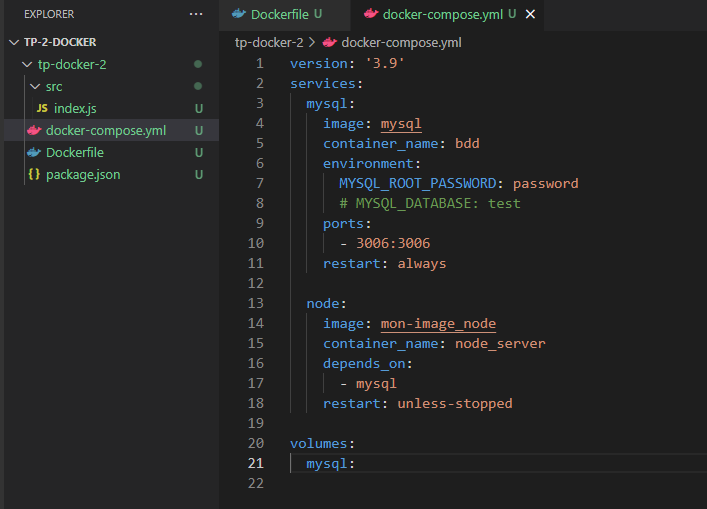 EXPLORER ...
TP-2-DOCKER
tp-docker-2
src
JS index.js U
docker-compose.yml U
Dockerfile U
{} package.json U
Dockerfile U docker-compose.yml U
tp-docker-2 > docker-compose.yml
1 version: '3.9'
2 services:
3   mysql:
4     image: mysql
5     container_name: bdd
6     environment:
7       MYSQL_ROOT_PASSWORD: password
8       # MYSQL_DATABASE: test
9     ports:
10       - 3006:3006
11     restart: always
12
13   node:
14     image: mon-image_node
15     container_name: node_server
16     depends_on:
17       - mysql
18     restart: unless-stopped
19
20 volumes:
21   mysql:
22